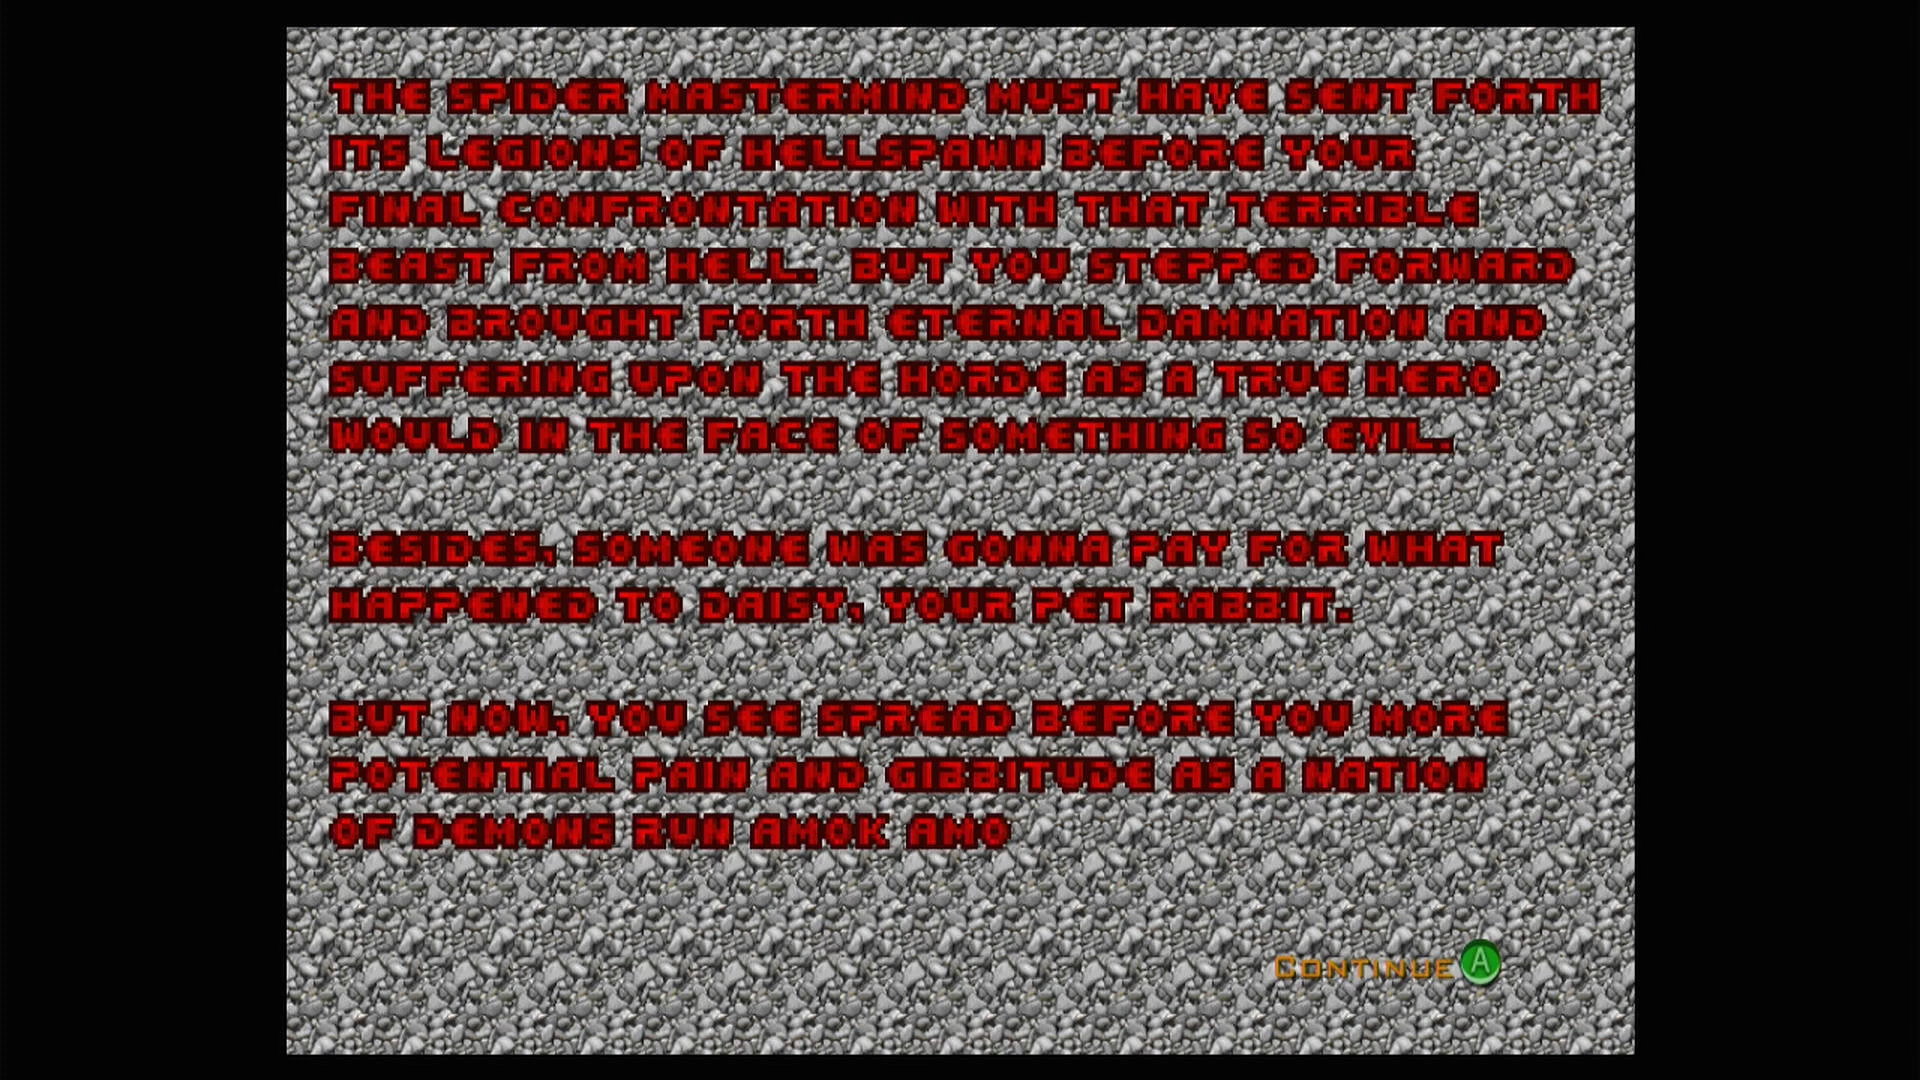 THE SPIDER MASTERMIND MUST HAVE SENT FORTH
ITS LEGIONS OF HELLSPAWN BEFORE YOUR
FINAL CONFRONTATION WITH THAT TERRIBLE
BEAST FROM HELL.  BUT YOU STEPPED FORWARD
AND BROUGHT FORTH ETERNAL DAMNATION AND
SUFFERING UPON THE HORDE AS A TRUE HERO
WOULD IN THE FACE OF SOMETHING SO EVIL.
BESIDES, SOMEONE WAS GONNA PAY FOR WHAT
HAPPENED TO DAISY, YOUR PET RABBIT.
BUT NOW, YOU SEE SPREAD BEFORE YOU MORE
POTENTIAL PAIN AND GIBBITUDE AS A NATION
OF DEMONS RUN AMOK AMO
CONTINUE A